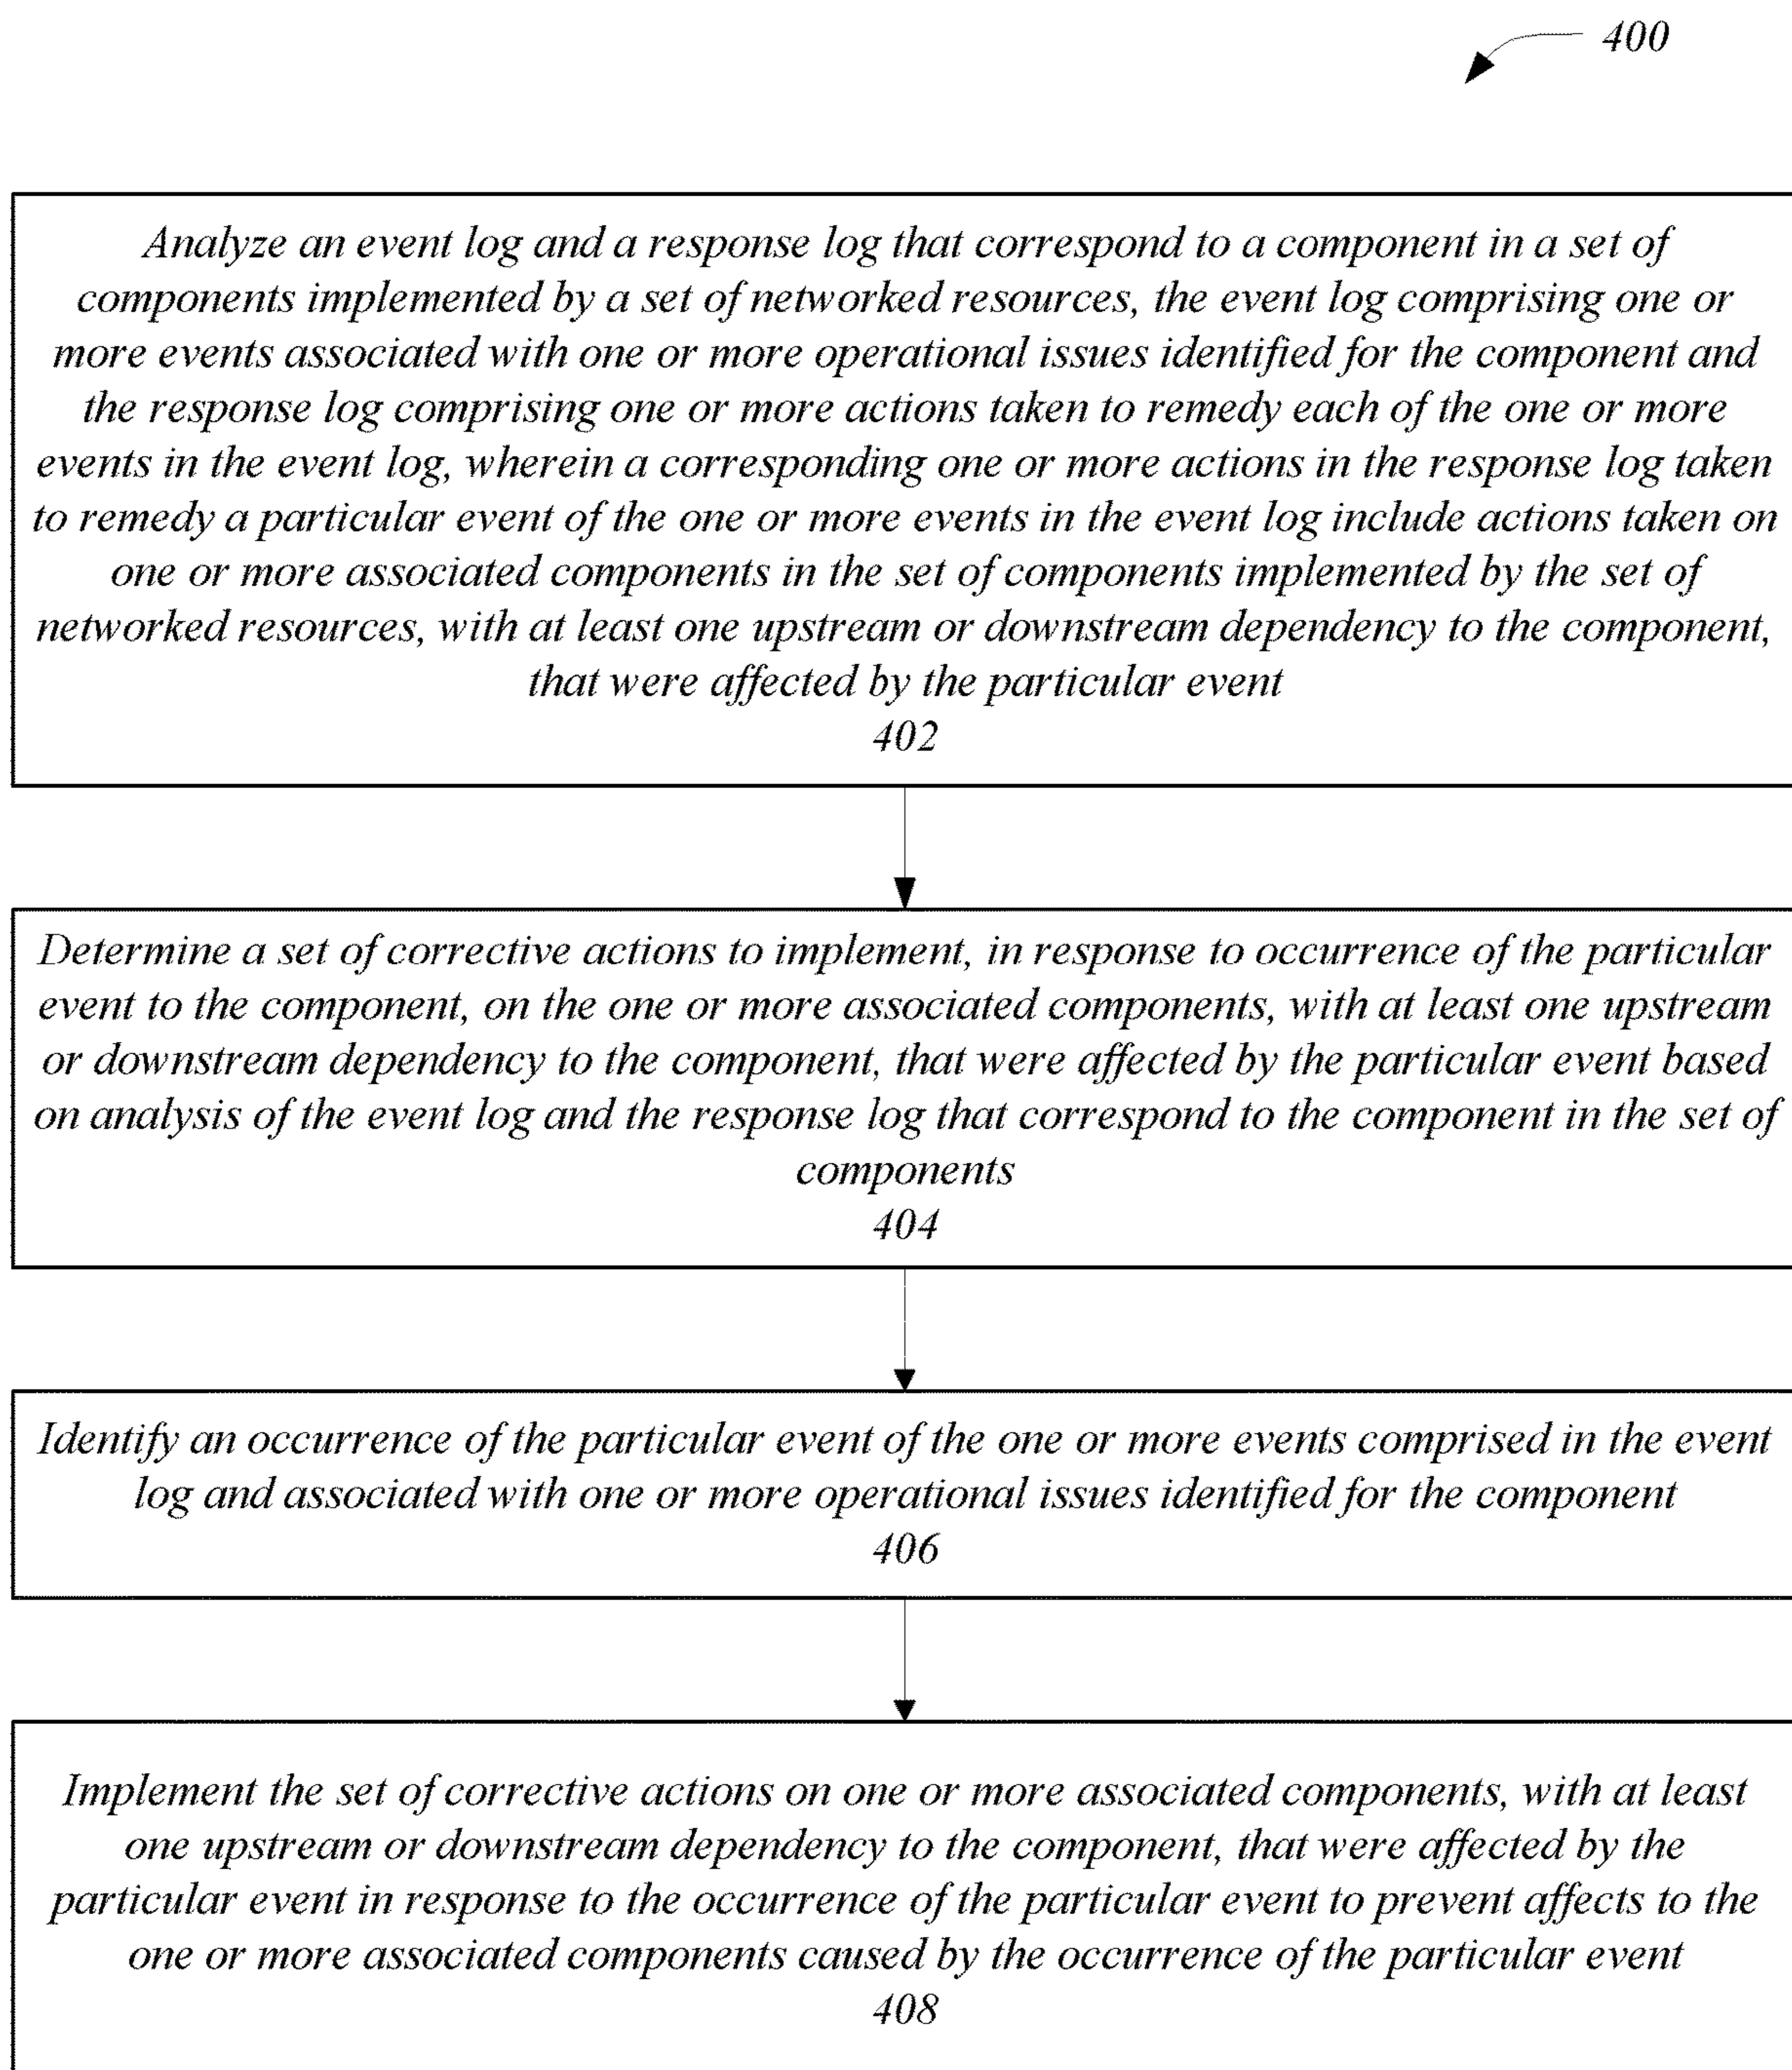 400
Analyze an event log and a response log that correspond to a component in a set of
components implemented by a set of networked resources, the event log comprising one or
more events associated with one or more operational issues identified for the component and
the response log comprising one or more actions taken to remedy each of the one or more
events in the event log, wherein a corresponding one or more actions in the response log taken
to remedy a particular event of the one or more events in the event log include actions taken on
one or more associated components in the set of components implemented by the set of
networked resources, with at least one upstream or downstream dependency to the component,
that were affected by the particular event
402
Determine a set of corrective actions to implement, in response to occurrence of the particular
event to the component, on the one or more associated components, with at least one upstream
or downstream dependency to the component, that were affected by the particular event based
on analysis of the event log and the response log that correspond to the component in the set of
components
404
Identify an occurrence of the particular event of the one or more events comprised in the event
log and associated with one or more operational issues identified for the component
406
Implement the set of corrective actions on one or more associated components, with at least
one upstream or downstream dependency to the component, that were affected by the
particular event in response to the occurrence of the particular event to prevent affects to the
one or more associated components caused by the occurrence of the particular event
408